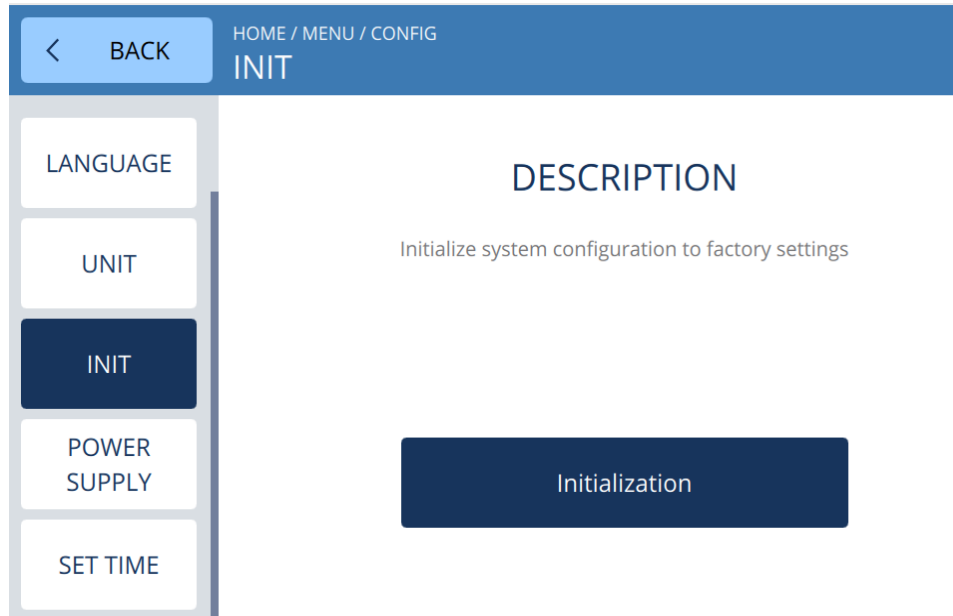 BACK
HOME / MENU / CONFIG
INIT
LANGUAGE
UNIT
INIT
POWER
SUPPLY
SET TIME
DESCRIPTION
Initialize system configuration to factory settings
Initialization